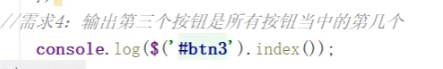 //需求4：输出第三个按钮是所有按钮当中的第几个
console.log($('#btn3').index());